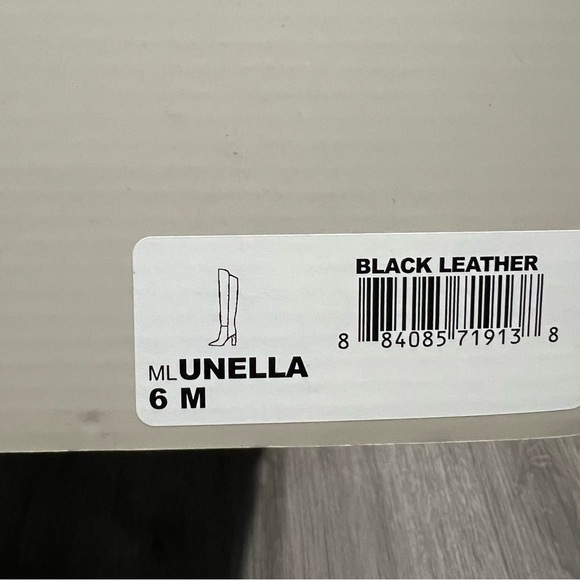 BLACK LEATHER
8 84085 71913 8
MLUNELLA
6 M